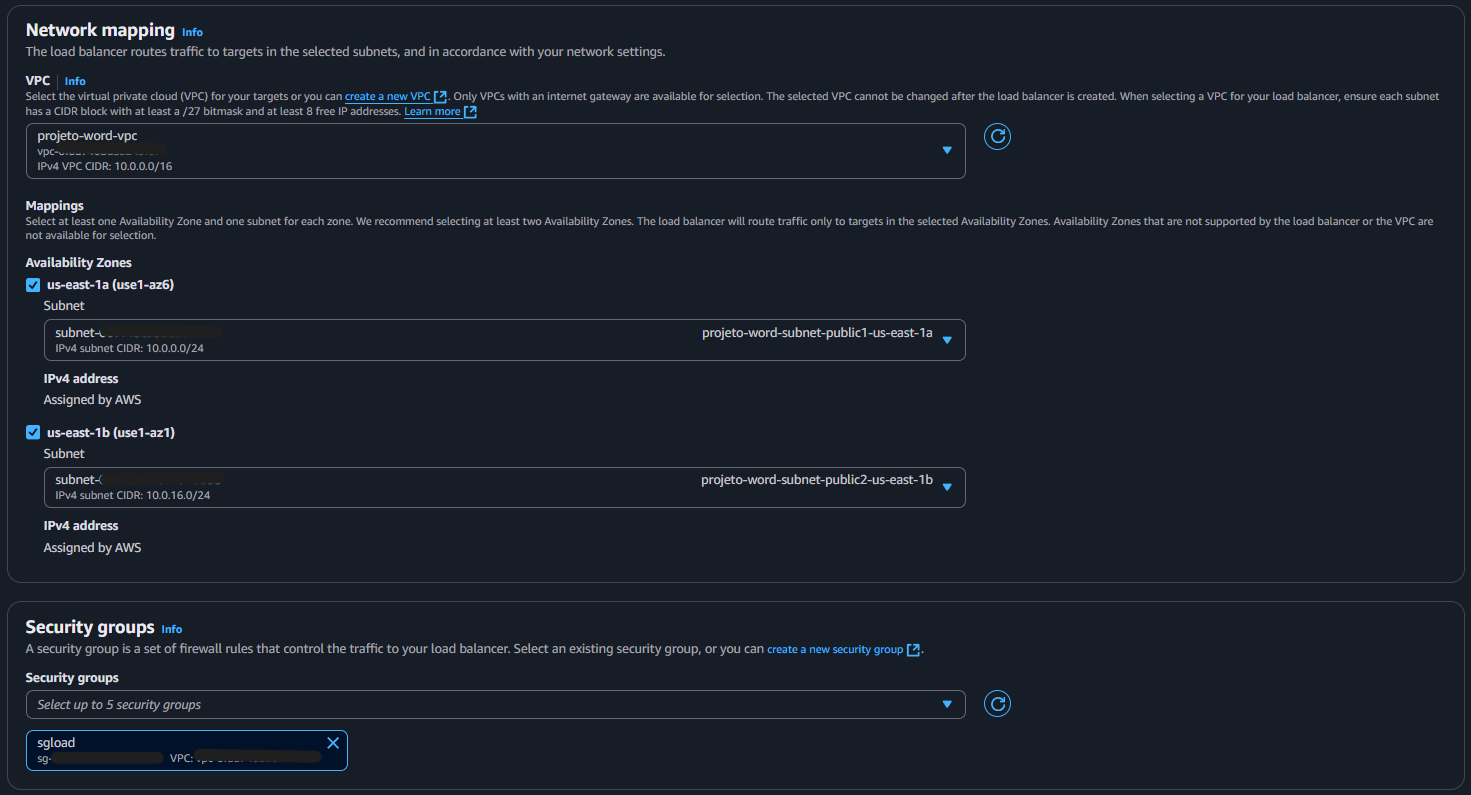 Network mapping Info
The load balancer routes traffic to targets in the selected subnets, and in accordance with your network settings.
VPC Info
Select the virtual private cloud (VPC) for your targets or you can create a new VPC. Only VPCs with an internet gateway are available for selection. The selected VPC cannot be changed after the load balancer is created. When selecting a VPC for your load balancer, ensure each subnet
has a CIDR block with at least a /27 bitmask and at least 8 free IP addresses. Learn more
projeto-word-vpc
vpc-
IPv4 VPC CIDR: 10.0.0.0/16
Mappings
Select at least one Availability Zone and one subnet for each zone. We recommend selecting at least two Availability Zones. The load balancer will route traffic only to targets in the selected Availability Zones. Availability Zones that are not supported by the load balancer or the VPC are
not available for selection.
Availability Zones
us-east-1a (use1-az6)
Subnet
subnet- projeto-word-subnet-public1-us-east-1a
IPv4 subnet CIDR: 10.0.0.0/24
IPv4 address
Assigned by AWS
us-east-1b (use1-az1)
Subnet
subnet- projeto-word-subnet-public2-us-east-1b
IPv4 subnet CIDR: 10.0.16.0/24
IPv4 address
Assigned by AWS
Security groups Info
A security group is a set of firewall rules that control the traffic to your load balancer. Select an existing security group, or you can create a new security group.
Security groups
Select up to 5 security groups
sgload
sg- VPC: